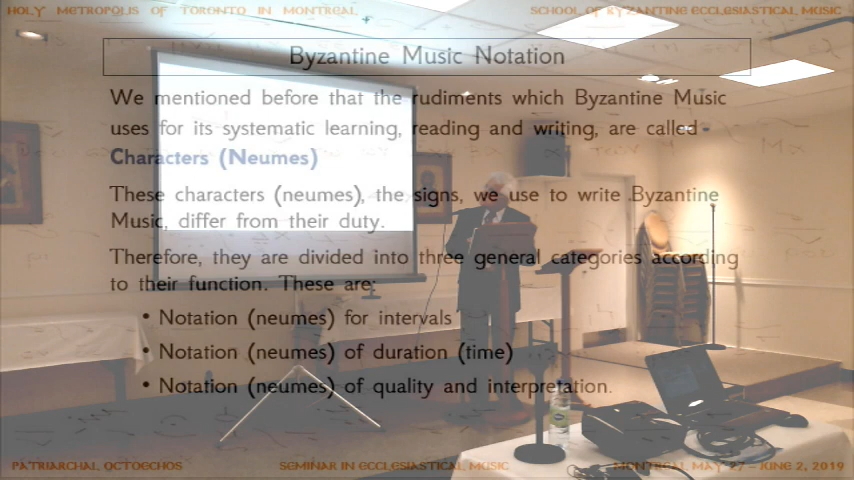 HOLY METROPOLIS OF TORONTO IN MONTREAL
SCHOOL OF BYZANTINE ECCLESIASTICAL MUSIC
Byzantine Music Notation
We mentioned before that the rudiments which Byzantine Music
uses for its systematic learning, reading and writing, are called
Characters (Neumes)
These characters (neumes), the signs, we use to write Byzantine
Music, differ from their duty.
Therefore, they are divided into three general categories according
to their function. These are:
• Notation (neumes) for intervals
• Notation (neumes) of duration (time)
• Notation (neumes) of quality and interpretation.
PATRIARCHAL OCTOECHOS
SEMINAR IN ECCLESIASTICAL MUSIC
MONTREAL MAY 27 – JUNE 2, 2019